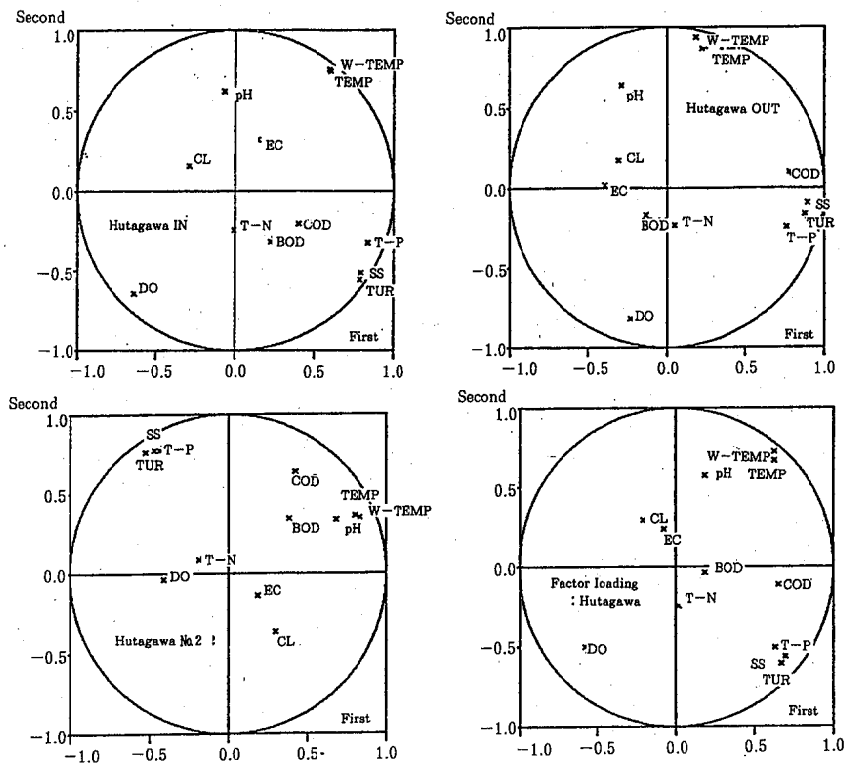 Second
1.0
W-TEMP
TEMP
pH
0.5
EC
CL
0.0
Hutagawa IN
T-N
COD
BOD
T-P
-0.5
DO
SS
TUR
First
-1.0
-1.0 -0.5 0.0 0.5 1.0
Second
1.0
W-TEMP
TEMP
pH
Hutagawa OUT
0.5
CL
COD
EC
0.0
SS
BOD
T-N
TUR
T-P
-0.5
DO
First
-1.0
-1.0 -0.5 0.0 0.5 1.0
Second
1.0
SS
T-P
TUR
COD
TEMP
0.5
W-TEMP
BOD
pH
T-N
0.0
DO
EC
Hutagawa No.2
CL
-0.5
First
-1.0
-1.0 -0.5 0.0 0.5 1.0
Second
1.0
W-TEMP
TEMP
pH
0.5
CL
EC
0.0
BOD
Factor loading
COD
: Hutagawa
T-N
-0.5
DO
T-P
SS
TUR
First
-1.0
-1.0 -0.5 0.0 0.5 1.0